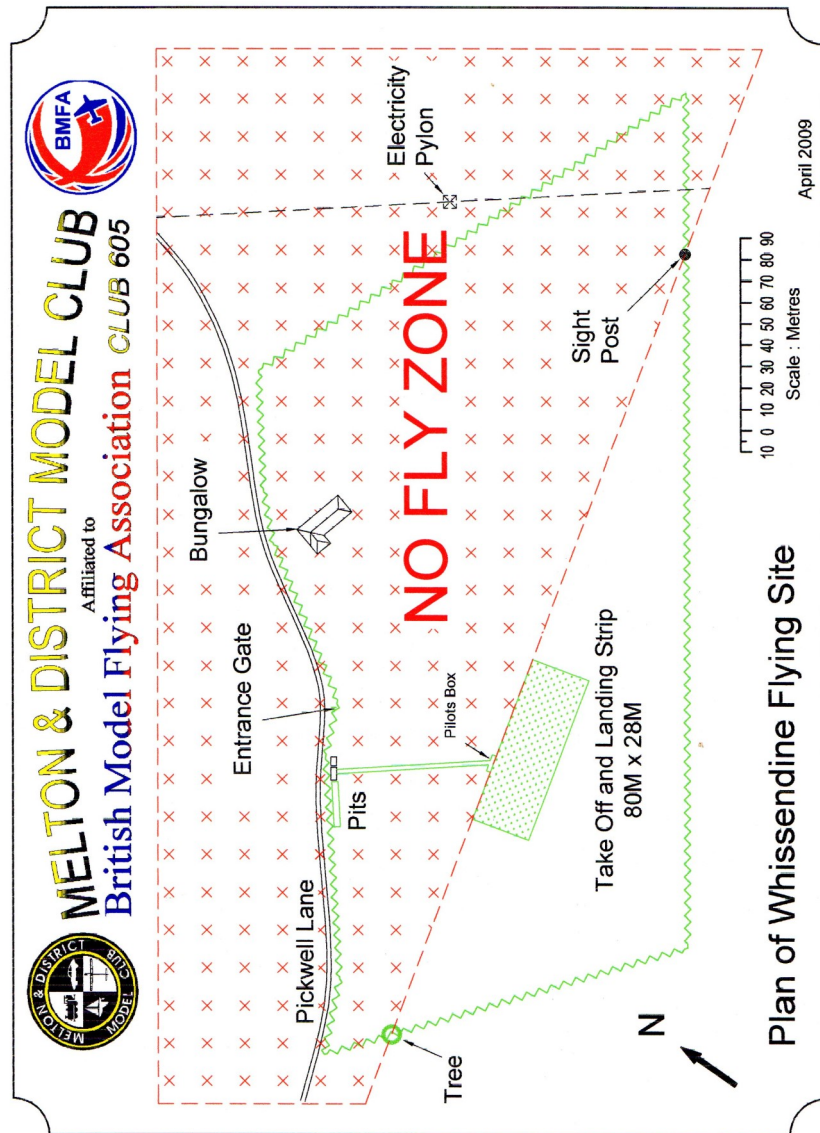 MELTON & DISTRICT MODEL CLUB
Affiliated to
British Model Flying Association CLUB 605
MELTON & DISTRICT
MODEL CLUB
BMFA
Pickwell Lane
Entrance Gate
Bungalow
Pits
Pilots Box
Electricity
Pylon
NO FLY ZONE
Tree
Take Off and Landing Strip
80M x 28M
Sight
Post
N
10 0 10 20 30 40 50 60 70 80 90
Scale : Metres
Plan of Whissendine Flying Site
April 2009